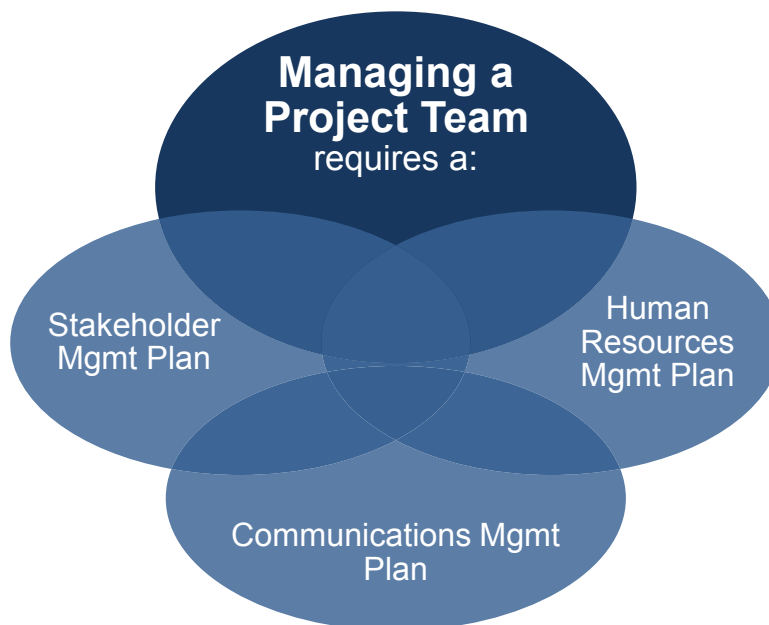 Managing a
Project Team
requires a:
Stakeholder
Mgmt Plan
Human
Resources
Mgmt Plan
Communications Mgmt
Plan